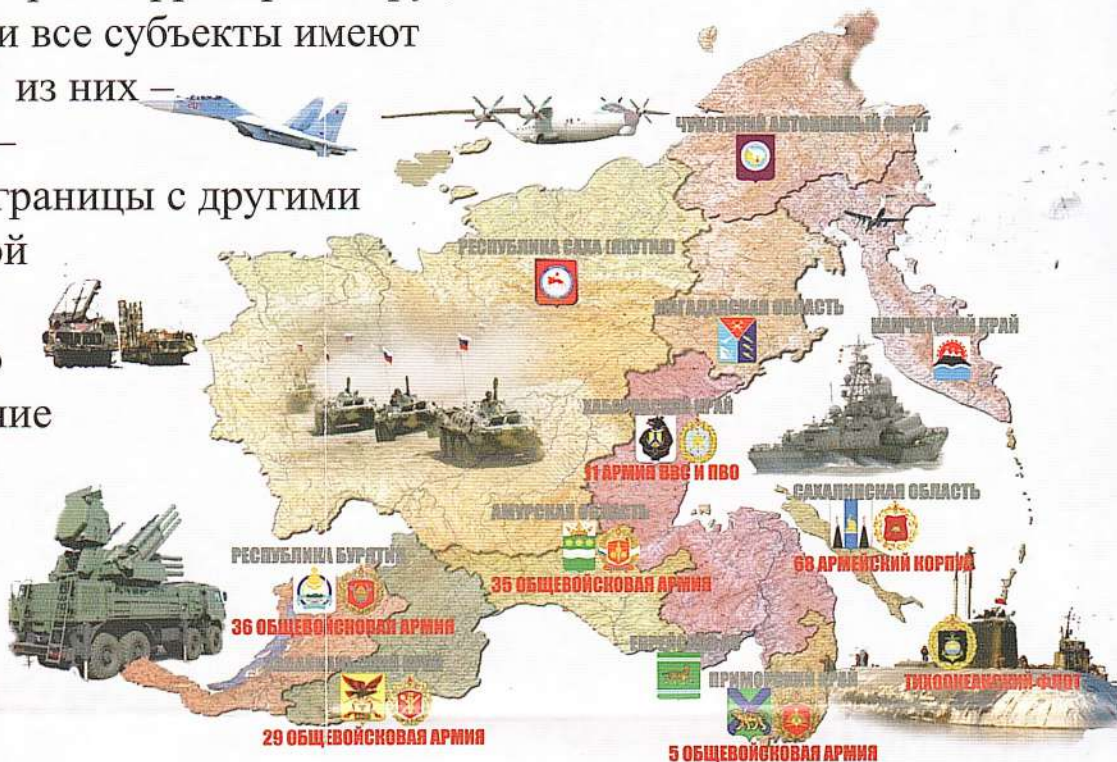 и все субъекты имеют
из них –
–
границы с другими
ЧУКОТСКИЙ АВТОНОМНЫЙ ОКРУГ
РЕСПУБЛИКА САХА (ЯКУТИЯ)
МАГАДАНСКАЯ ОБЛАСТЬ
КАМЧАТСКИЙ КРАЙ
ХАБАРОВСКИЙ КРАЙ
11 АРМИЯ ВВС И ПВО
САХАЛИНСКАЯ ОБЛАСТЬ
68 АРМЕЙСКИЙ КОРПУС
АМУРСКАЯ ОБЛАСТЬ
35 ОБЩЕВОЙСКОВАЯ АРМИЯ
РЕСПУБЛИКА БУРЯТИЯ
36 ОБЩЕВОЙСКОВАЯ АРМИЯ
ЗАБАЙКАЛЬСКИЙ КРАЙ
29 ОБЩЕВОЙСКОВАЯ АРМИЯ
ПРИМОРСКИЙ КРАЙ
5 ОБЩЕВОЙСКОВАЯ АРМИЯ
ТИХООКЕАНСКИЙ ФЛОТ